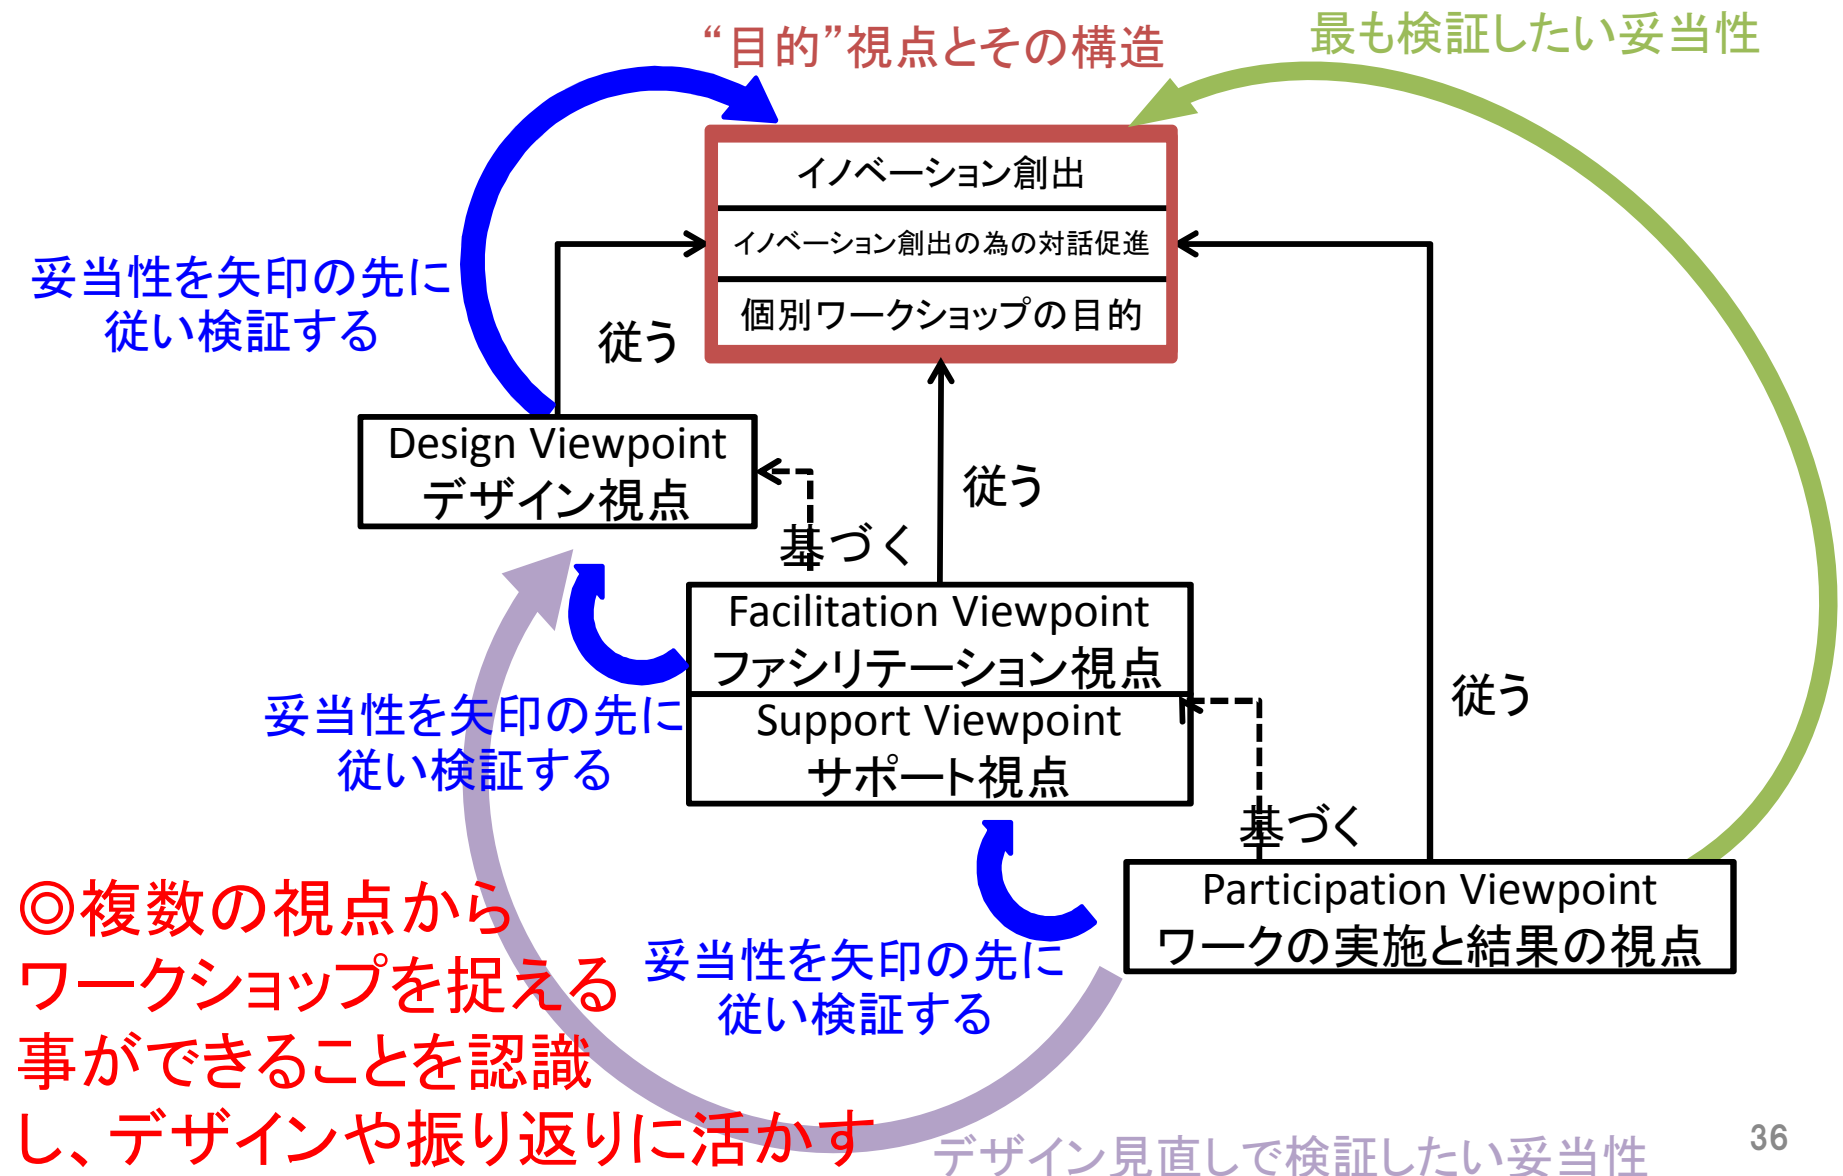 “目的”視点とその構造
最も検証したい妥当性
イノベーション創出
イノベーション創出の為の対話促進
個別ワークショップの目的
妥当性を矢印の先に
従い検証する
従う
Design Viewpoint
デザイン視点
従う
基づく
Facilitation Viewpoint
ファシリテーション視点
Support Viewpoint
サポート視点
妥当性を矢印の先に
従い検証する
従う
基づく
Participation Viewpoint
ワークの実施と結果の視点
妥当性を矢印の先に
従い検証する
◎複数の視点から
ワークショップを捉える
事ができることを認識
し、デザインや振り返りに活かす
デザイン見直しで検証したい妥当性
36